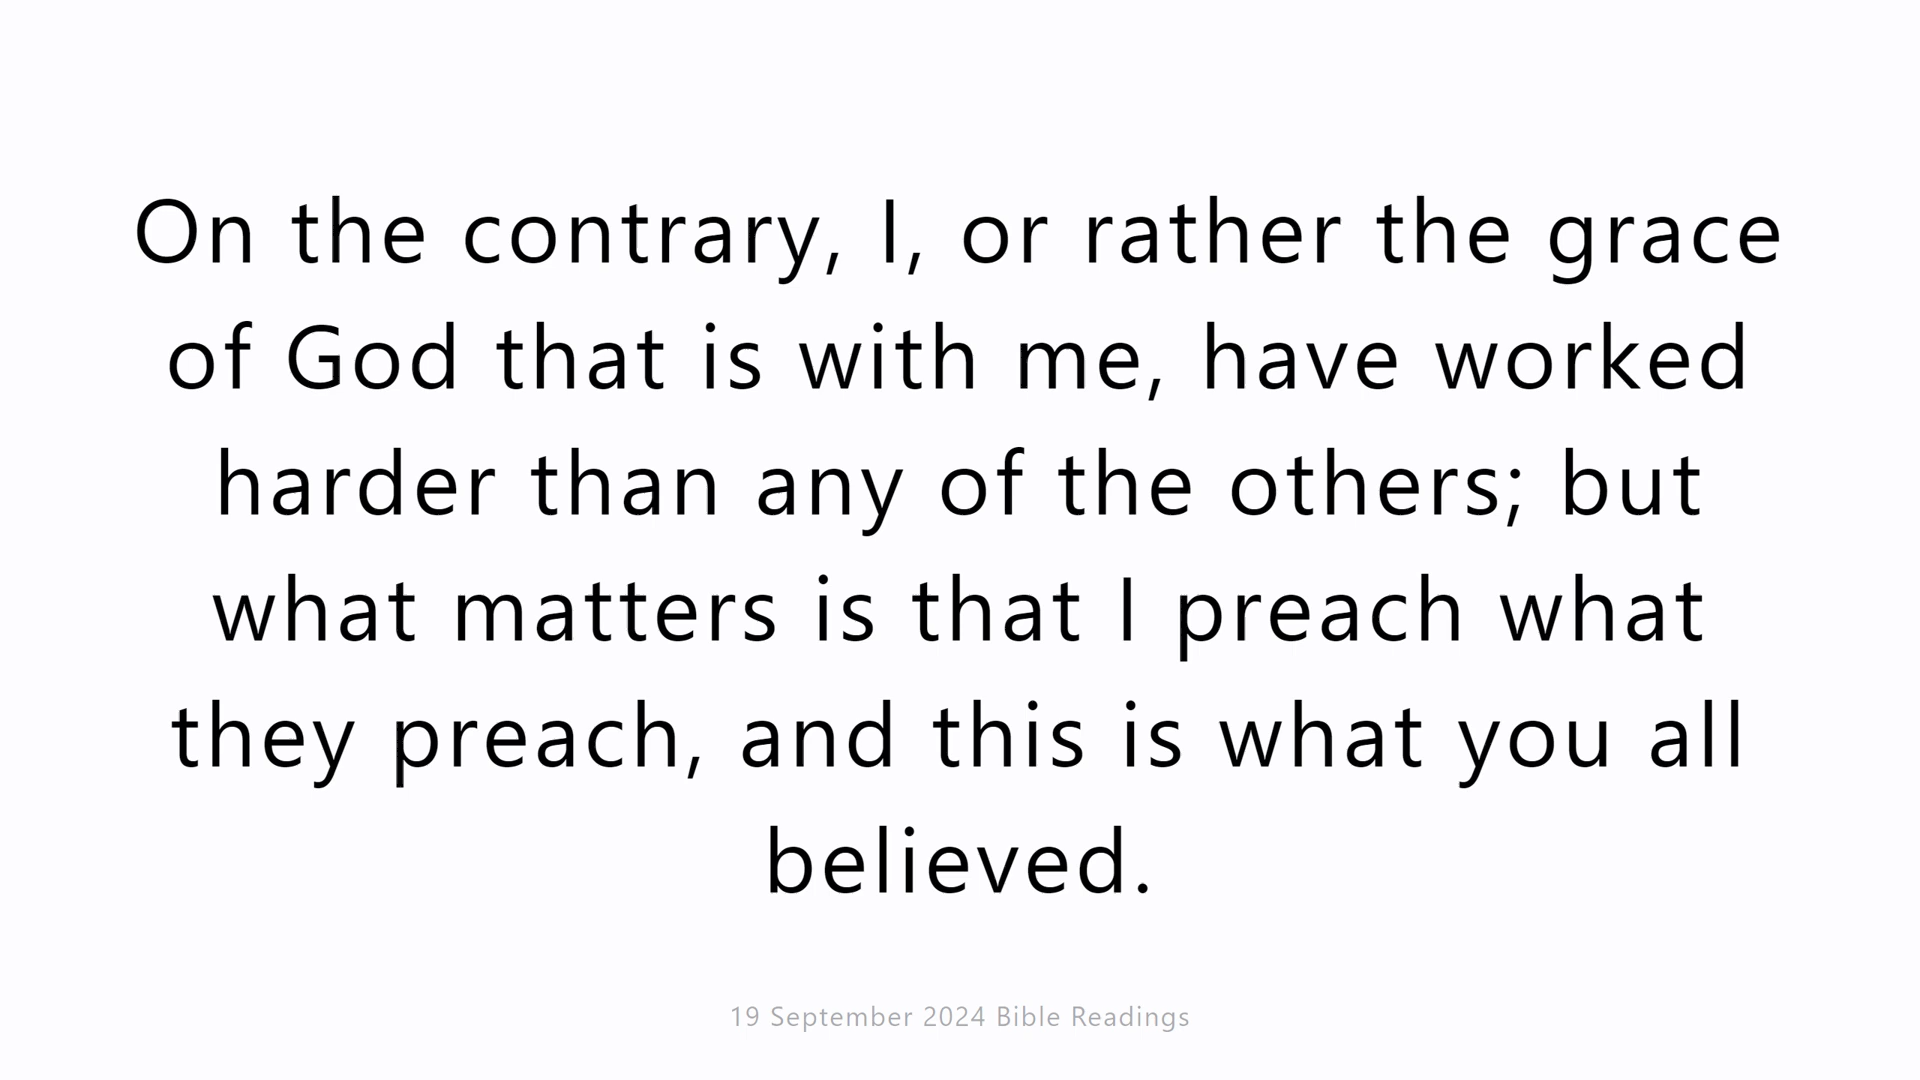 On the contrary, I, or rather the grace
of God that is with me, have worked
harder than any of the others; but
what matters is that I preach what
they preach, and this is what you all
believed.
19 September 2024 Bible Readings